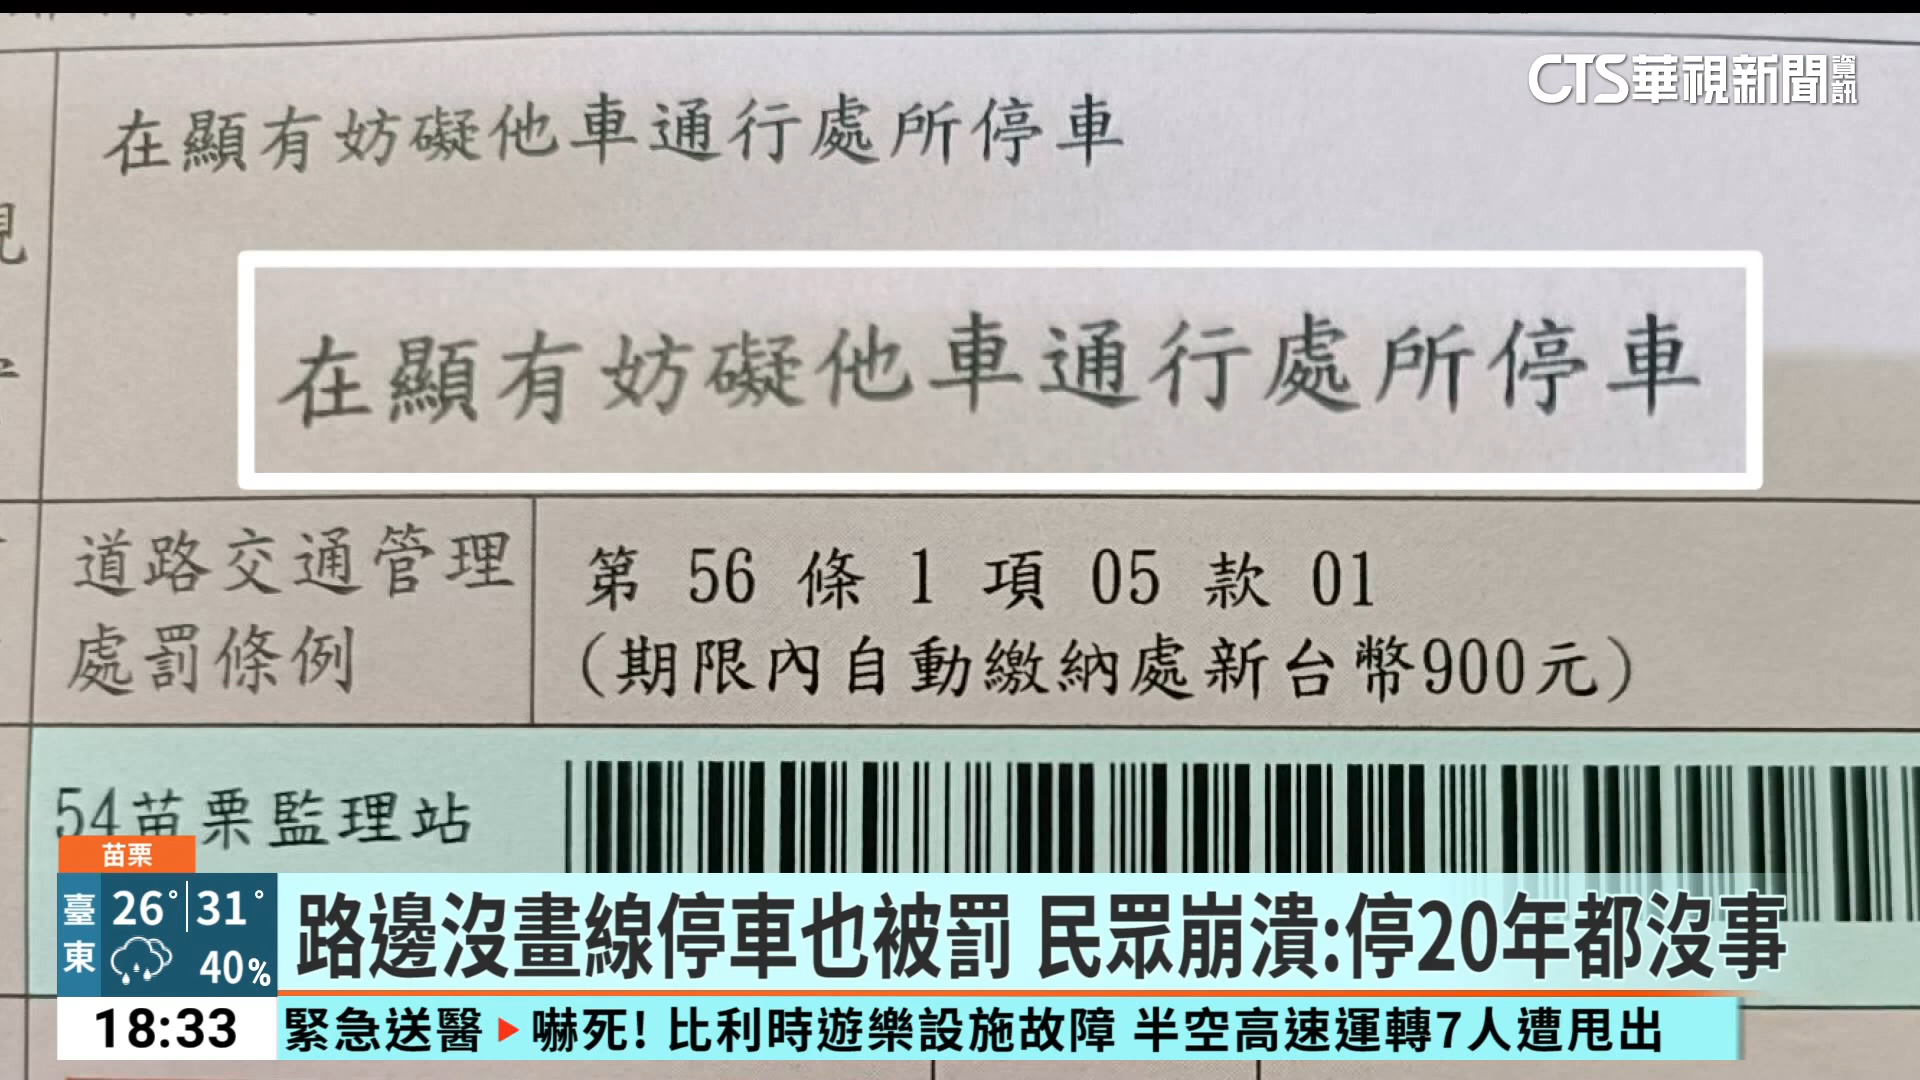 CTS華視新聞資訊
在顯有妨礙他車通行處所停車
在顯有妨礙他車通行處所停車
道路交通管理
處罰條例
第 56 條 1 項 05 款 01
(期限內自動繳納處新台幣900元)
54苗栗監理站
苗栗
臺東
26° 31°
40%
路邊沒畫線停車也被罰 民眾崩潰:停20年都沒事
18:33
緊急送醫▶嚇死! 比利時遊樂設施故障 半空高速運轉7人遭甩出